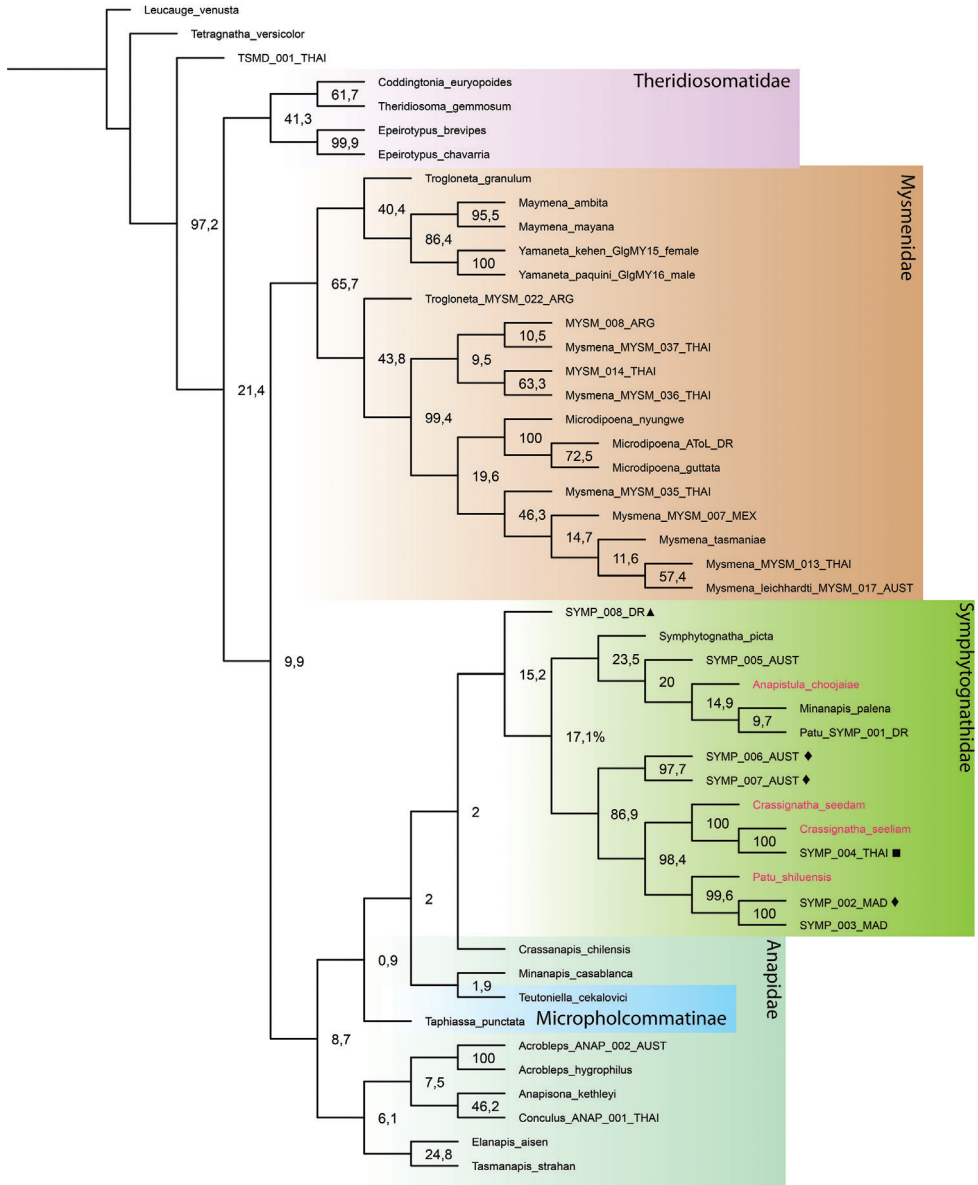 Leucauge_venusta
Tetragnatha_versicolor
TSMD_001_THAI
Theridiosomatidae
Coddingtonia_euryopoides
61,7
Theridiosoma_gemmosum
41,3
Epeirotypus_brevipes
99,9
Epeirotypus_chavarria
Mysmenidae
Trogloneta_granulum
40,4
Maymena_ambita
95,5
97,2
Maymena_mayana
86,4
Yamaneta_kehen_GlgMY15_female
100
65,7
Yamaneta_paquini_GlgMY16_male
Trogloneta_MYSM_022_ARG
MYSM_008_ARG
10,5
43,8
Mysmena_MYSM_037_THAI
9,5
MYSM_014_THAI
63,3
21,4
Mysmena_MYSM_036_THAI
99,4
Microdipoena_nyungwe
100
Microdipoena_AToL_DR
72,5
19,6
Microdipoena_guttata
Mysmena_MYSM_035_THAI
46,3
Mysmena_MYSM_007_MEX
14,7
Mysmena_tasmaniae
11,6
Mysmena_MYSM_013_THAI
57,4
Mysmena_leichhardti_MYSM_017_AUST
Symphytognathidae
SYMP_008_DR▲
Symphytognatha_picta
23,5
SYMP_005_AUST
9,9
15,2
20
Anapistula_choojaiae
14,9
Minanapis_palena
9,7
Patu_SYMP_001_DR
17,1%
SYMP_006_AUST ♦
97,7
SYMP_007_AUST ♦
Crassignatha_seedam
86,9
100
Crassignatha_seeliam
100
2
SYMP_004_THAI ■
98,4
Patu_shiluensis
99,6
2
SYMP_002_MAD ♦
100
SYMP_003_MAD
Anapidae
Crassanapis_chilensis
0,9
Minanapis_casablanca
1,9
Teutoniella_cekalovici
Micropholcommatinae
Taphiassa_punctata
8,7
Acrobleps_ANAP_002_AUST
100
Acrobleps_hygrophilus
7,5
Anapisona_kethleyi
46,2
6,1
Conculus_ANAP_001_THAI
Elanapis_aisen
24,8
Tasmanapis_strahan